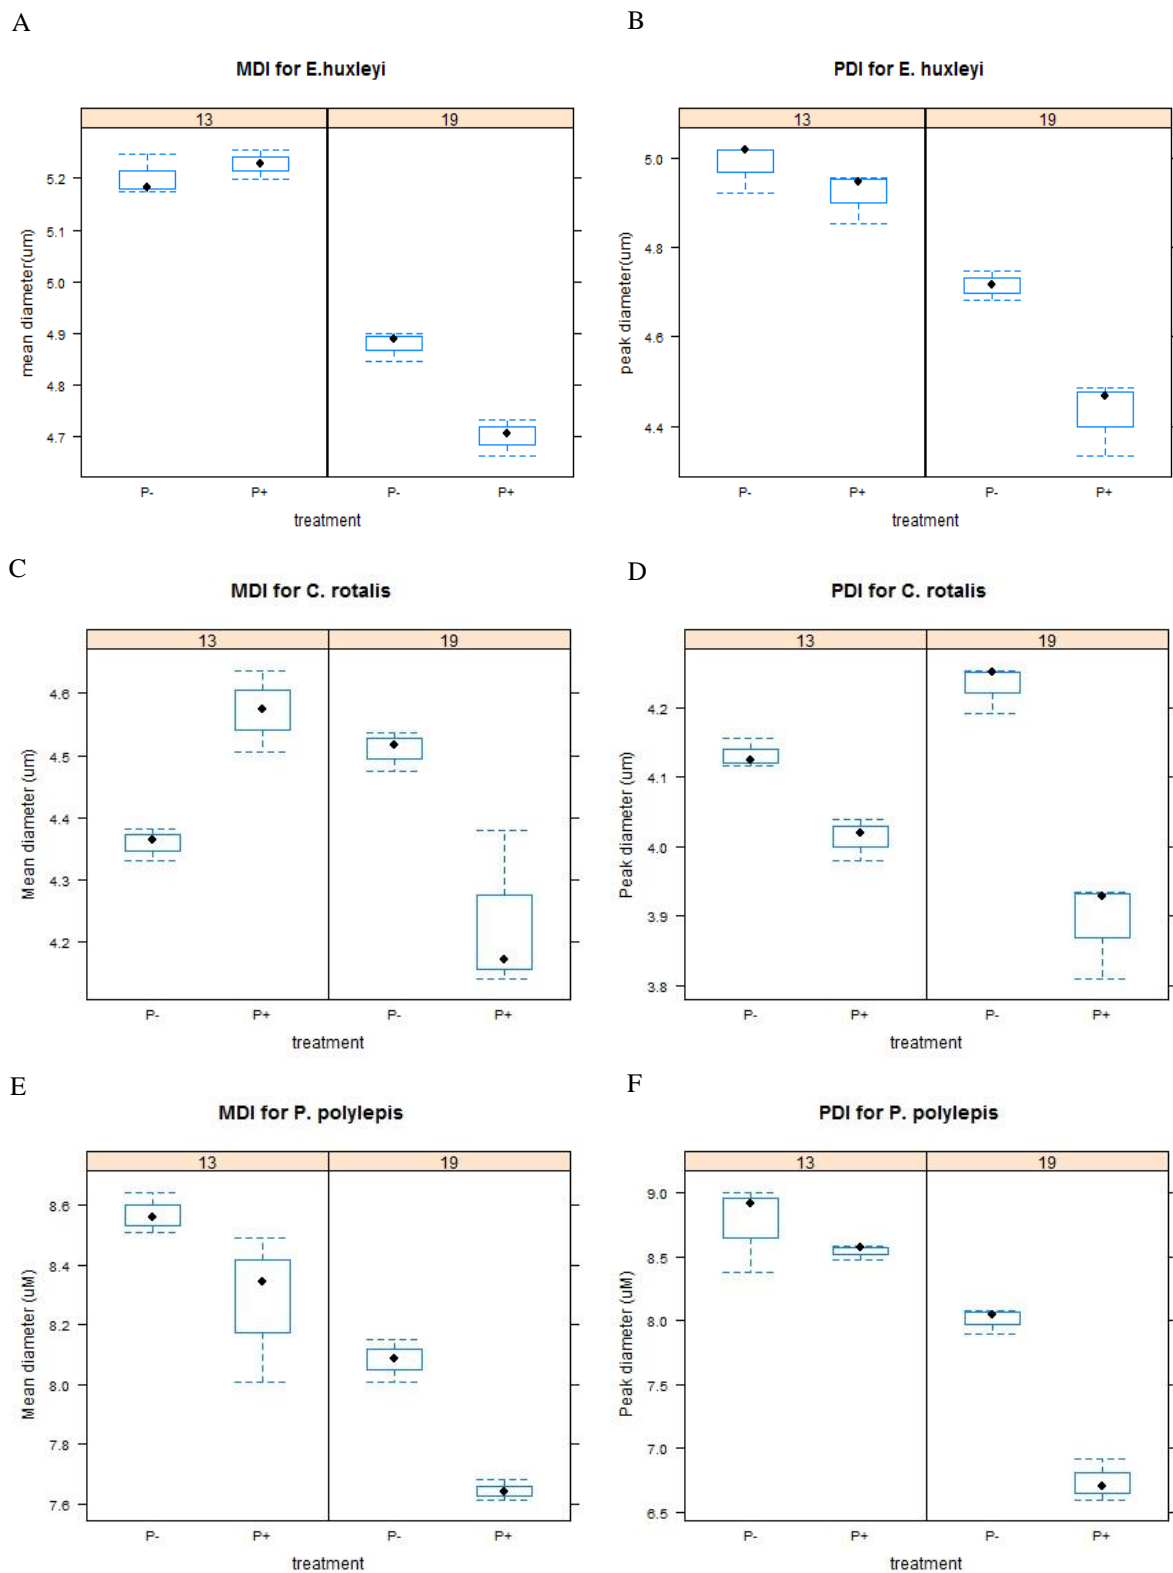 A
B
MDI for E.huxleyi
PDI for E. huxleyi
13 19
13 19
mean diameter(um)
5.2
5.1
5.0
4.9
4.8
4.7
peak diameter(um)
5.0
4.8
4.6
4.4
P- P+ P- P+
P- P+ P- P+
treatment
treatment
C
D
MDI for C. rotalis
PDI for C. rotalis
13 19
13 19
Mean diameter (um)
4.6
4.5
4.4
4.3
4.2
Peak diameter (um)
4.2
4.1
4.0
3.9
3.8
P- P+ P- P+
P- P+ P- P+
treatment
treatment
E
F
MDI for P. polylepis
PDI for P. polylepis
13 19
13 19
Mean diameter (uM)
8.6
8.4
8.2
8.0
7.8
7.6
Peak diameter (uM)
9.0
8.5
8.0
7.5
7.0
6.5
P- P+ P- P+
P- P+ P- P+
treatment
treatment